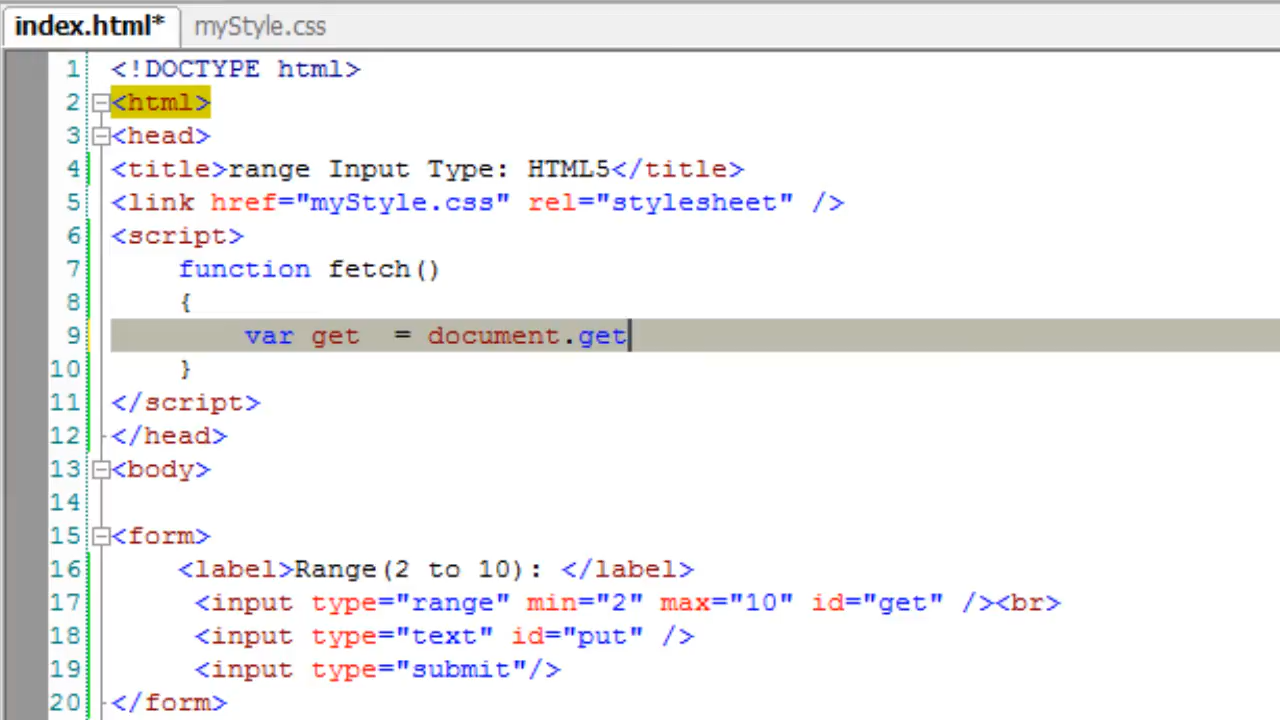 index.html* myStyle.css
1 <!DOCTYPE html>
2 <html>
3 <head>
4 <title>range Input Type: HTML5</title>
5 <link href="myStyle.css" rel="stylesheet" />
6 <script>
7 function fetch()
8 {
9 var get  = document.get
10 }
11 </script>
12 </head>
13 <body>
14
15 <form>
16 <label>Range(2 to 10): </label>
17 <input type="range" min="2" max="10" id="get" /><br>
18 <input type="text" id="put" />
19 <input type="submit"/>
20 </form>